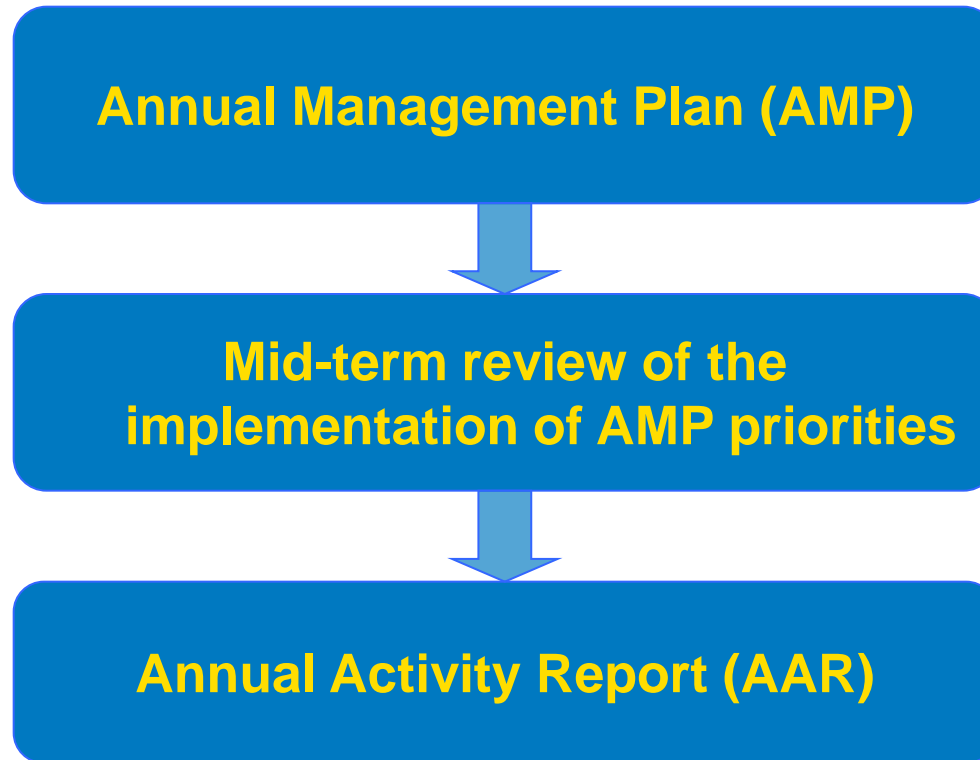 Annual Management Plan (AMP)
Mid-term review of the
implementation of AMP priorities
Annual Activity Report (AAR)